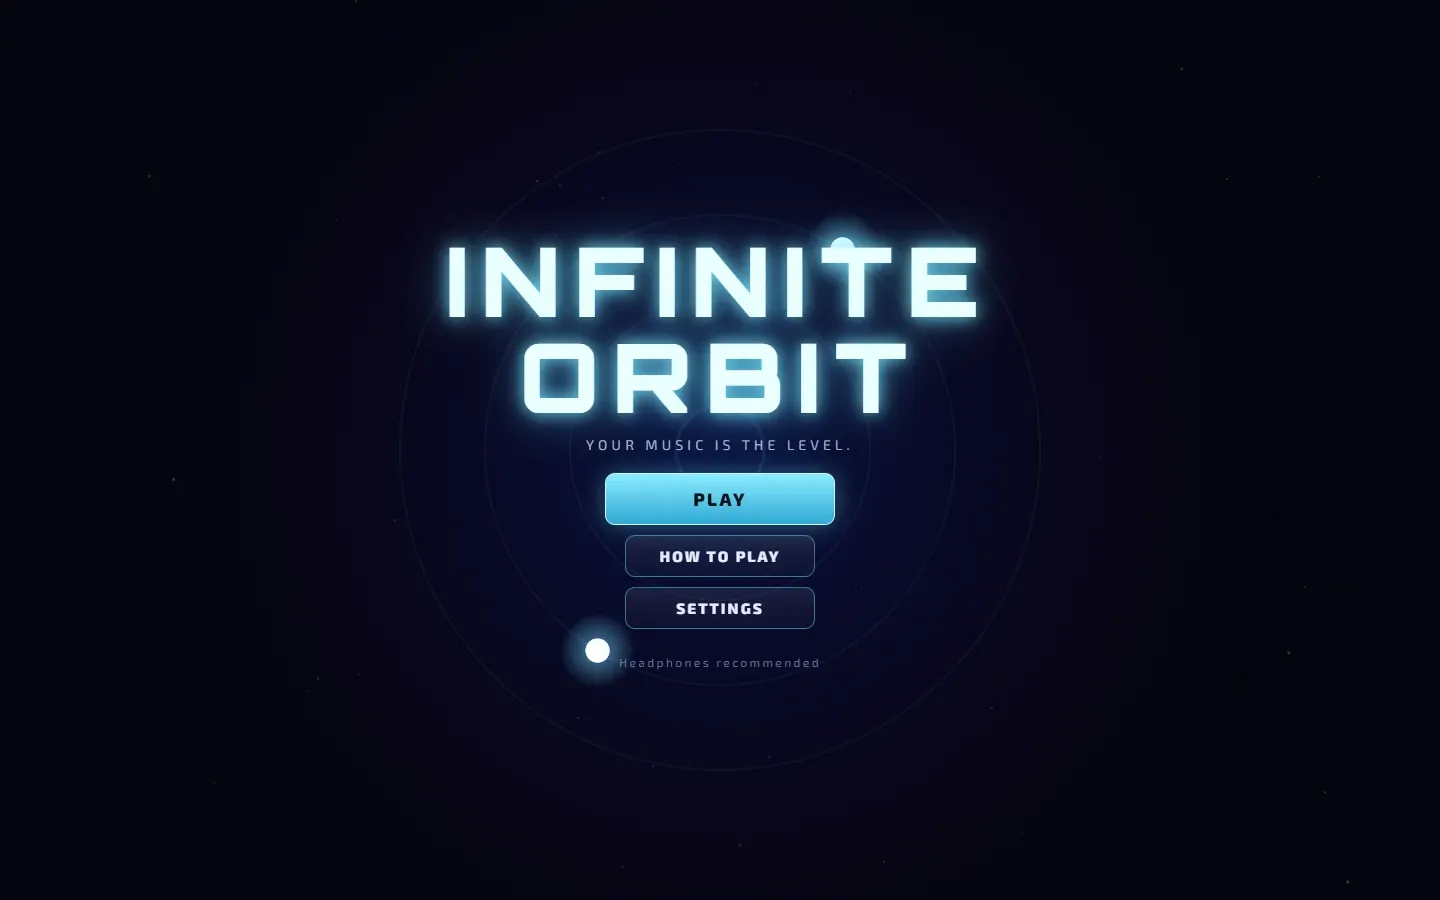 INFINITE
ORBIT
YOUR MUSIC IS THE LEVEL.
PLAY
HOW TO PLAY
SETTINGS
Headphones recommended